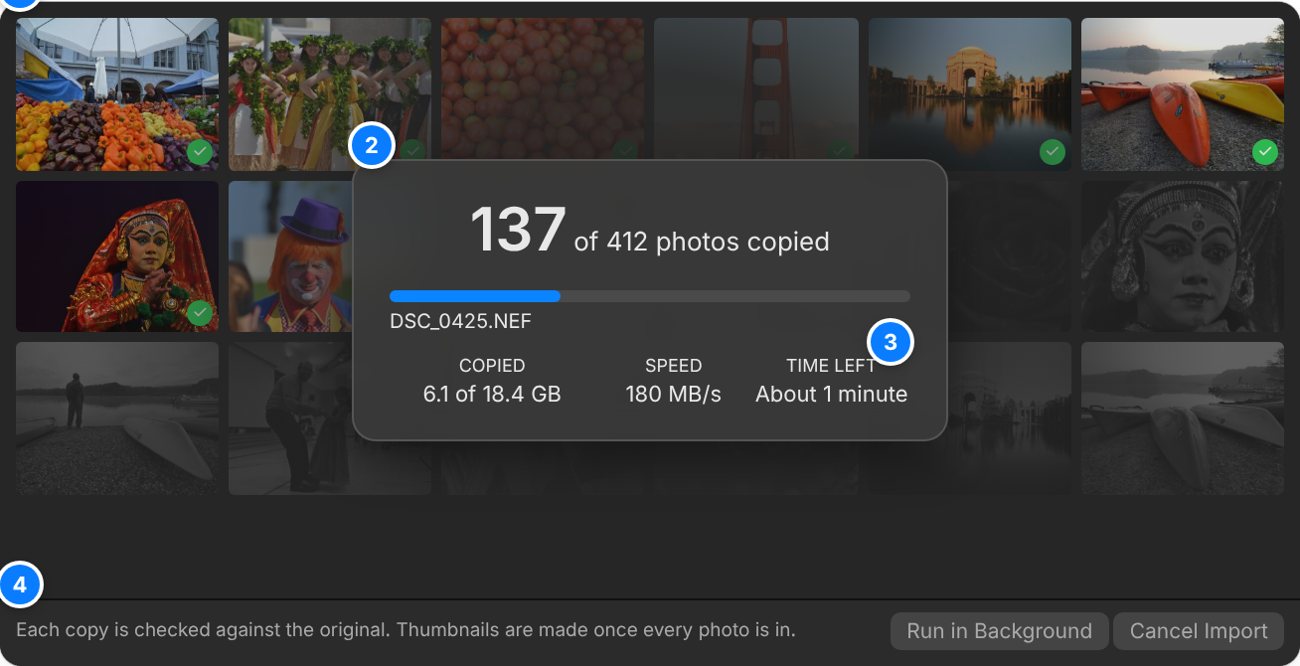 2
137 of 412 photos copied
DSC_0425.NEF
3
COPIED SPEED TIME LEFT
6.1 of 18.4 GB 180 MB/s About 1 minute
4
Each copy is checked against the original. Thumbnails are made once every photo is in. Run in Background Cancel Import